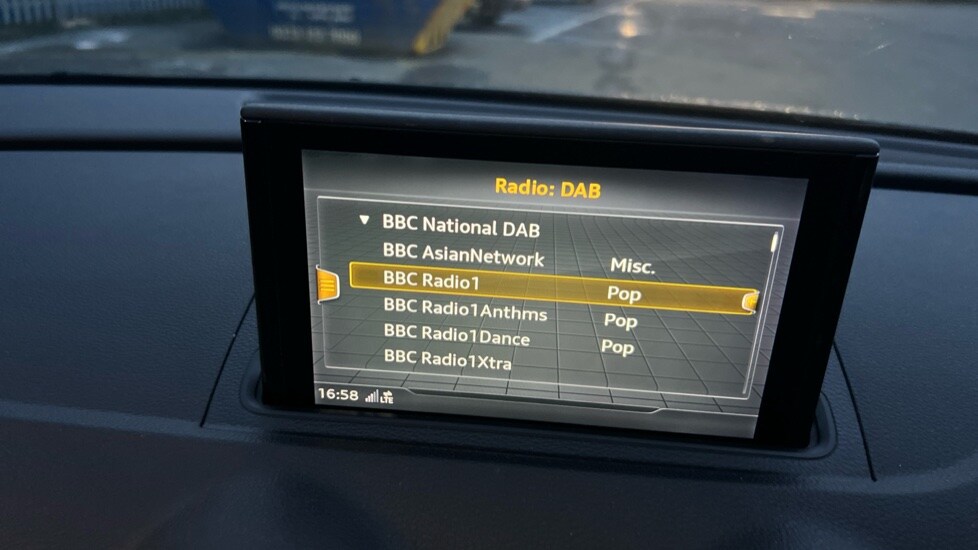 Radio: DAB
BBC National DAB
BBC AsianNetwork Misc.
BBC Radio1 Pop
BBC Radio1Anthms Pop
BBC Radio1Dance Pop
BBC Radio1Xtra
16:58 LTE